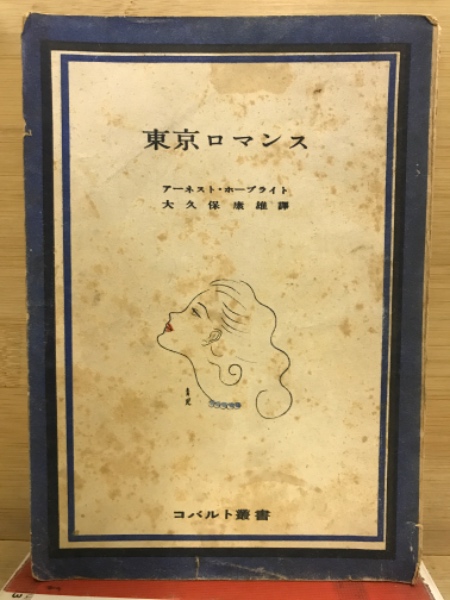 東京ロマンス
アーネスト・ホーブライト
大久保康雄譯
コバルト叢書